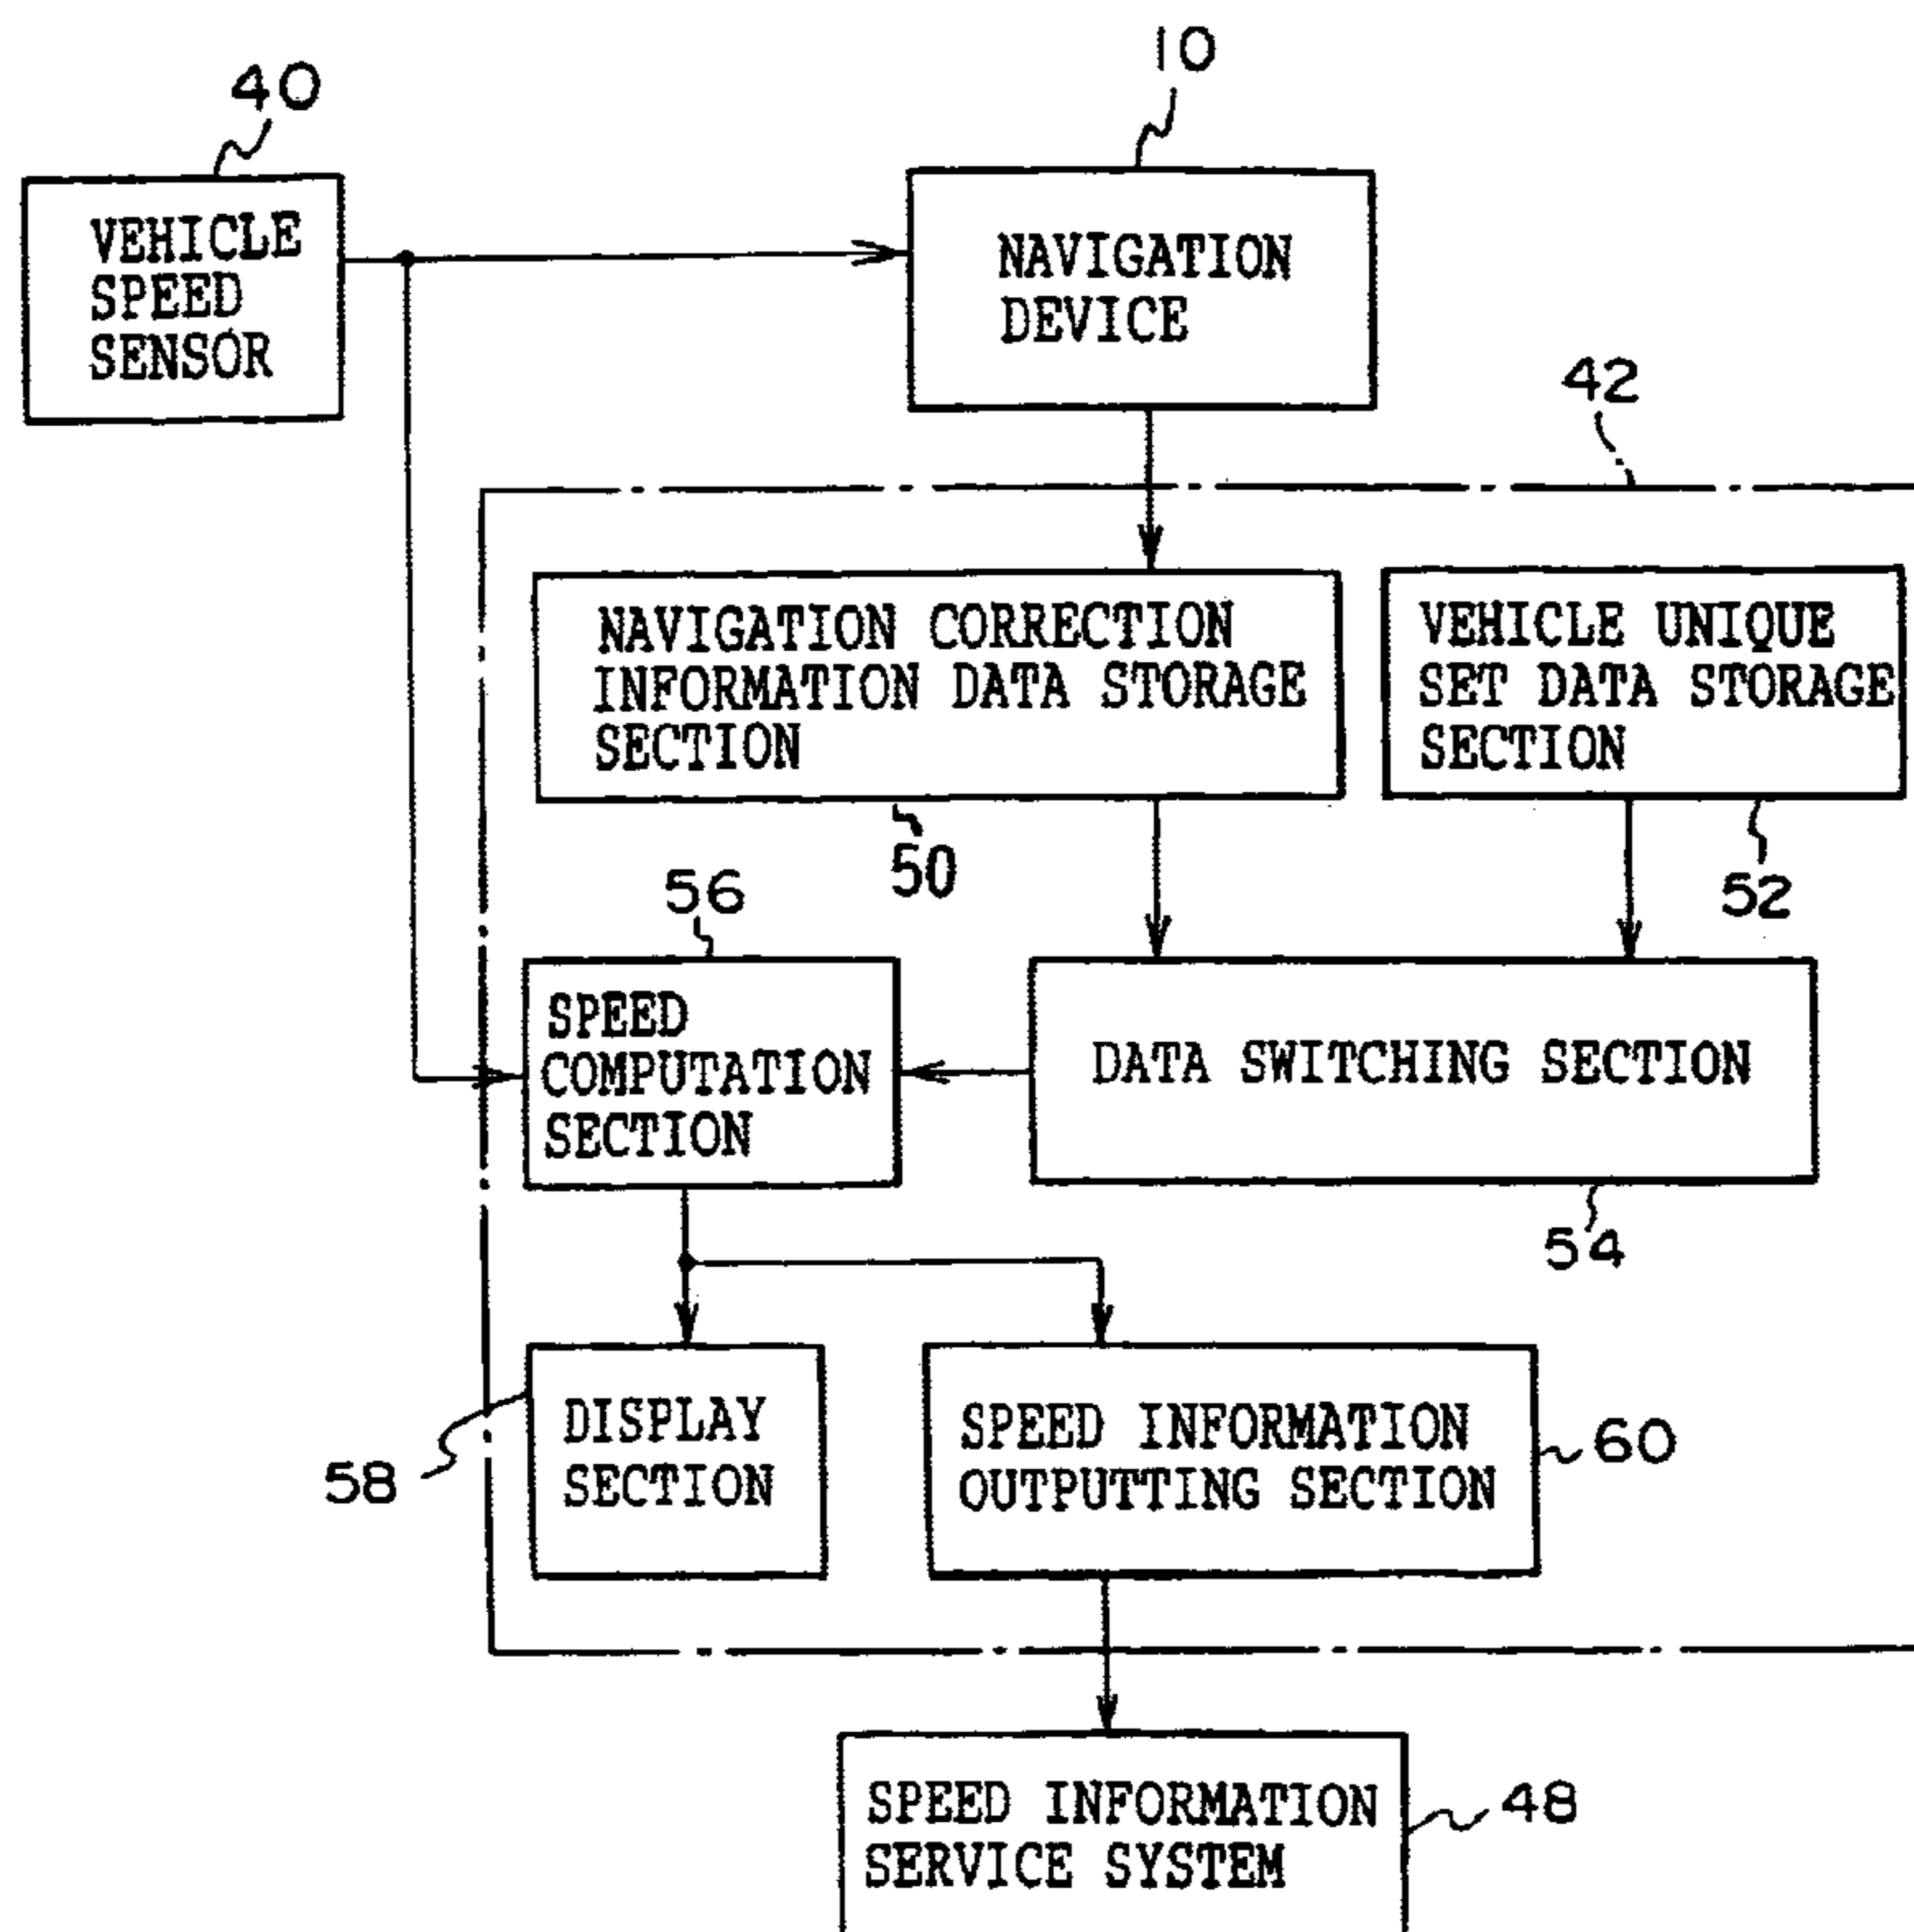 10
40
VEHICLE
SPEED
SENSOR
NAVIGATION
DEVICE
42
NAVIGATION CORRECTION
INFORMATION DATA STORAGE
SECTION
VEHICLE UNIQUE
SET DATA STORAGE
SECTION
50
52
56
SPEED
COMPUTATION
SECTION
DATA SWITCHING SECTION
54
DISPLAY
SECTION
58
SPEED INFORMATION
OUTPUTTING SECTION
60
SPEED INFORMATION
SERVICE SYSTEM
48